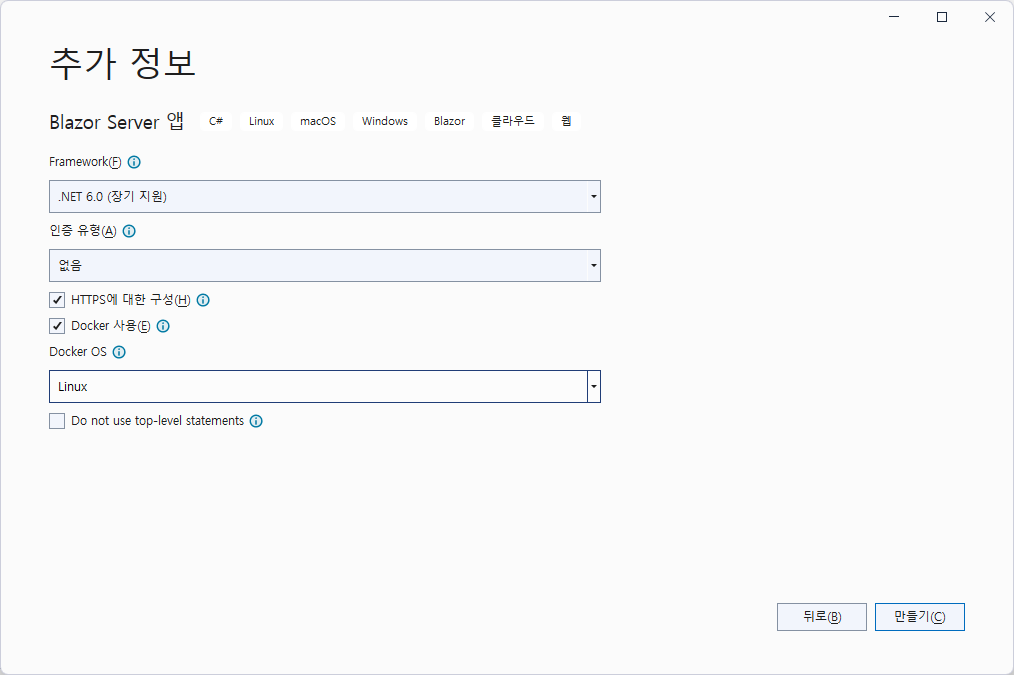 추가 정보
Blazor Server 앱 C# Linux macOS Windows Blazor 클라우드 웹
Framework(F)
.NET 6.0 (장기 지원)
인증 유형(A)
없음
HTTPS에 대한 구성(H)
Docker 사용(E)
Docker OS
Linux
Do not use top-level statements
뒤로(B) 만들기(C)